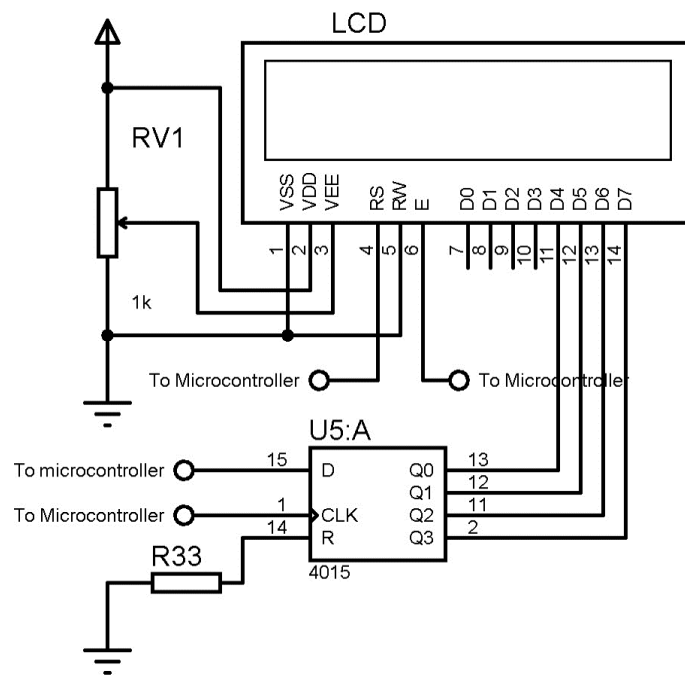 LCD
RV1
1k
VSS
VDD
VEE
RS
RW
E
D0
D1
D2
D3
D4
D5
D6
D7
1
2
3
4
5
6
7
8
9
10
11
12
13
14
To Microcontroller
To Microcontroller
U5:A
To microcontroller
15
D
Q0
13
Q1
12
To Microcontroller
1
CLK
Q2
11
14
R
Q3
2
R33
4015